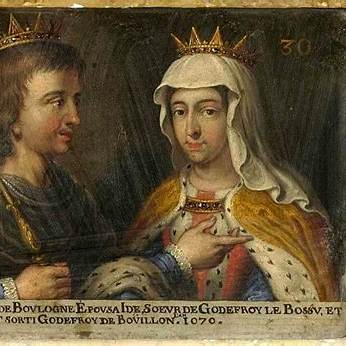 30
DE BOVLOGNE EPOVSA IDE SOEVR DE GODEFROY LE BOSSV, ET
SORTI GODEFROY DE BOVILLON. 1070.